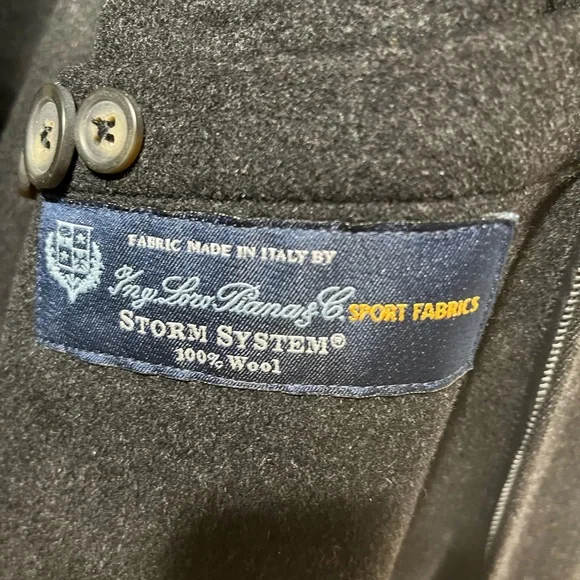 FABRIC MADE IN ITALY BY
Ing. Loro Piana & C. SPORT FABRICS
STORM SYSTEM®
100% WOOL